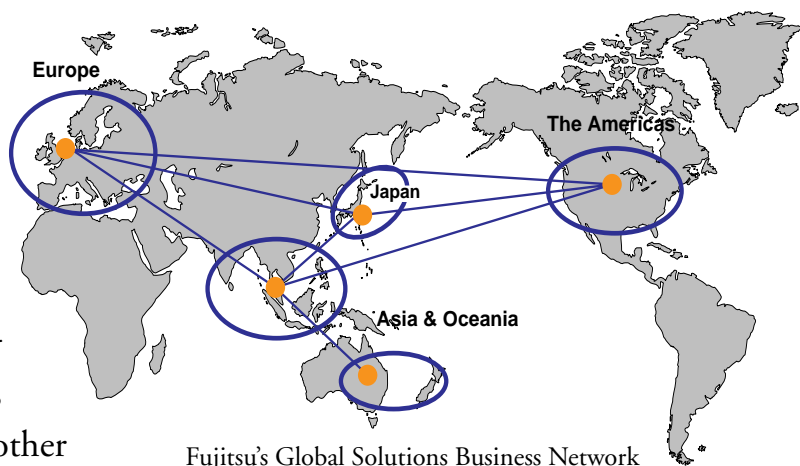 Europe
The Americas
Japan
Asia & Oceania
other
Fujitsu's Global Solutions Business Network